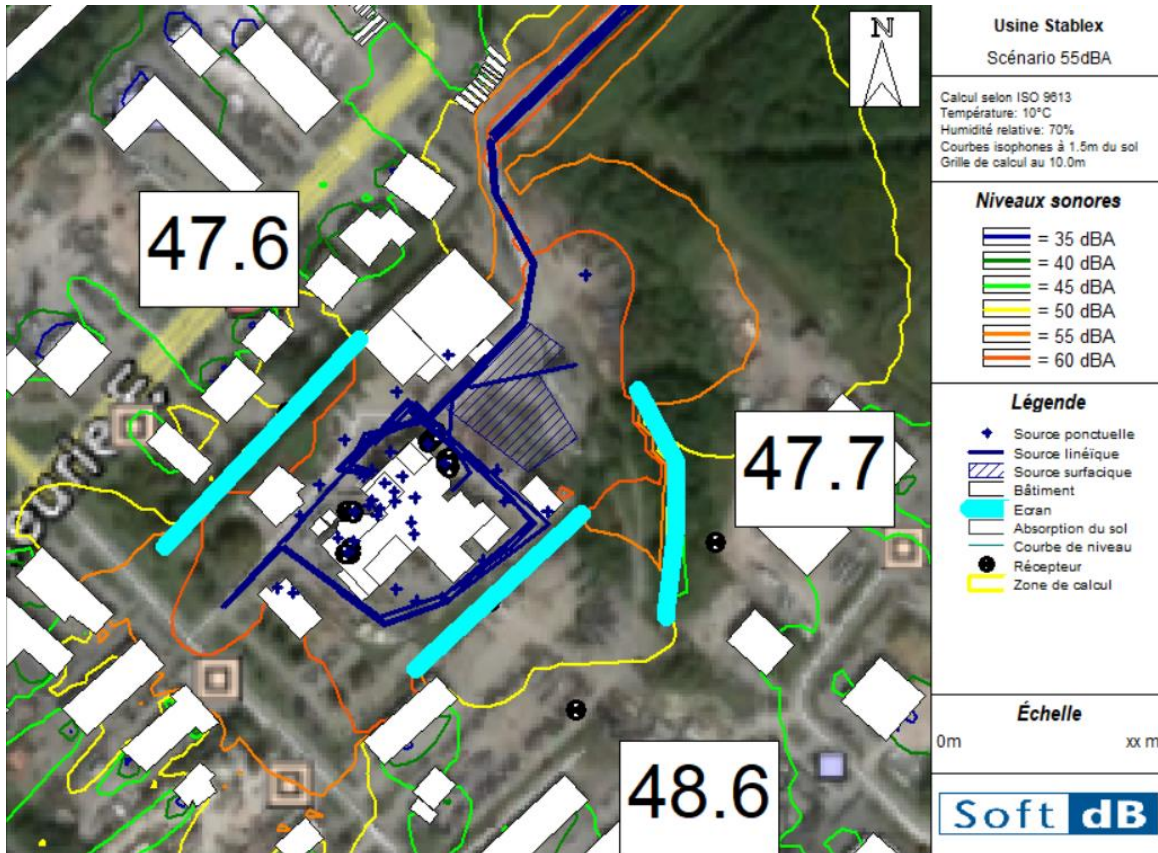 Usine Stablex
Scénario 55dBA
Calcul selon ISO 9613
Température: 10°C
Humidité relative: 70%
Courbes isophones à 1.5m du sol
Grille de calcul au 10.0m
Niveaux sonores
= 35 dBA
= 40 dBA
= 45 dBA
= 50 dBA
= 55 dBA
= 60 dBA
Légende
Source ponctuelle
Source linéïque
Source surfacique
Bâtiment
Ecran
Absorption du sol
Courbe de niveau
Récepteur
Zone de calcul
Échelle
0m xx m
Soft dB
N
47.6
47.7
48.6